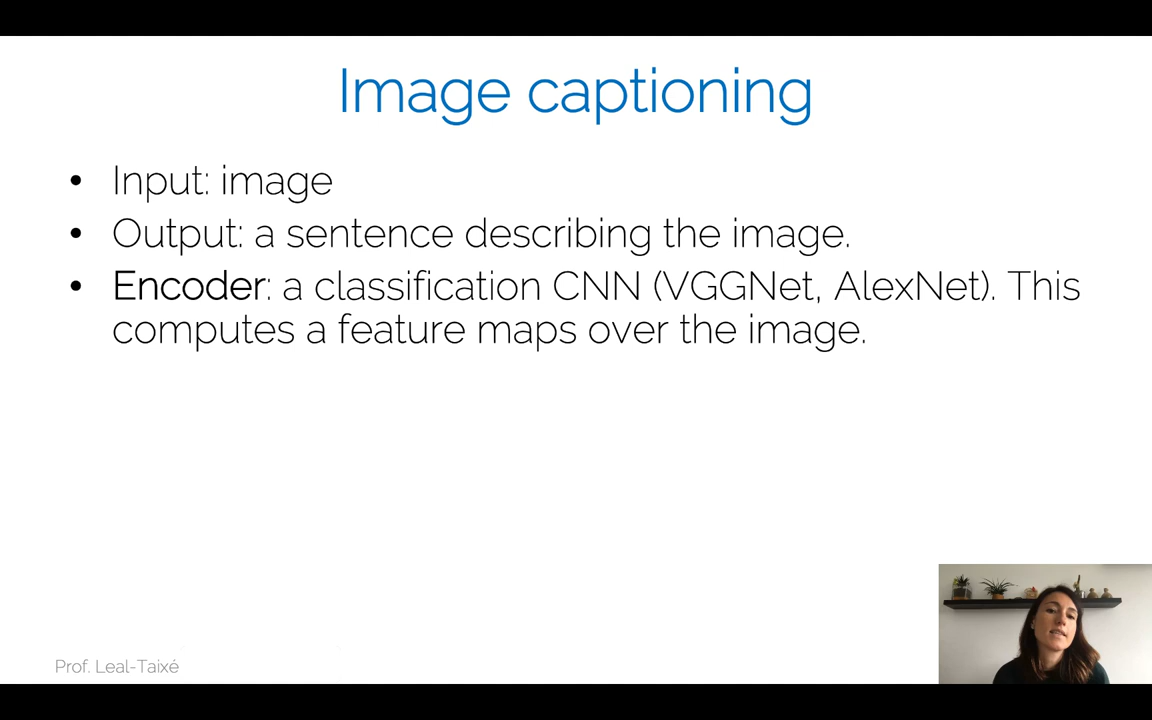 Image captioning
• Input: image
• Output: a sentence describing the image.
• Encoder: a classification CNN (VGGNet, AlexNet). This
computes a feature maps over the image.
Prof. Leal-Taixé